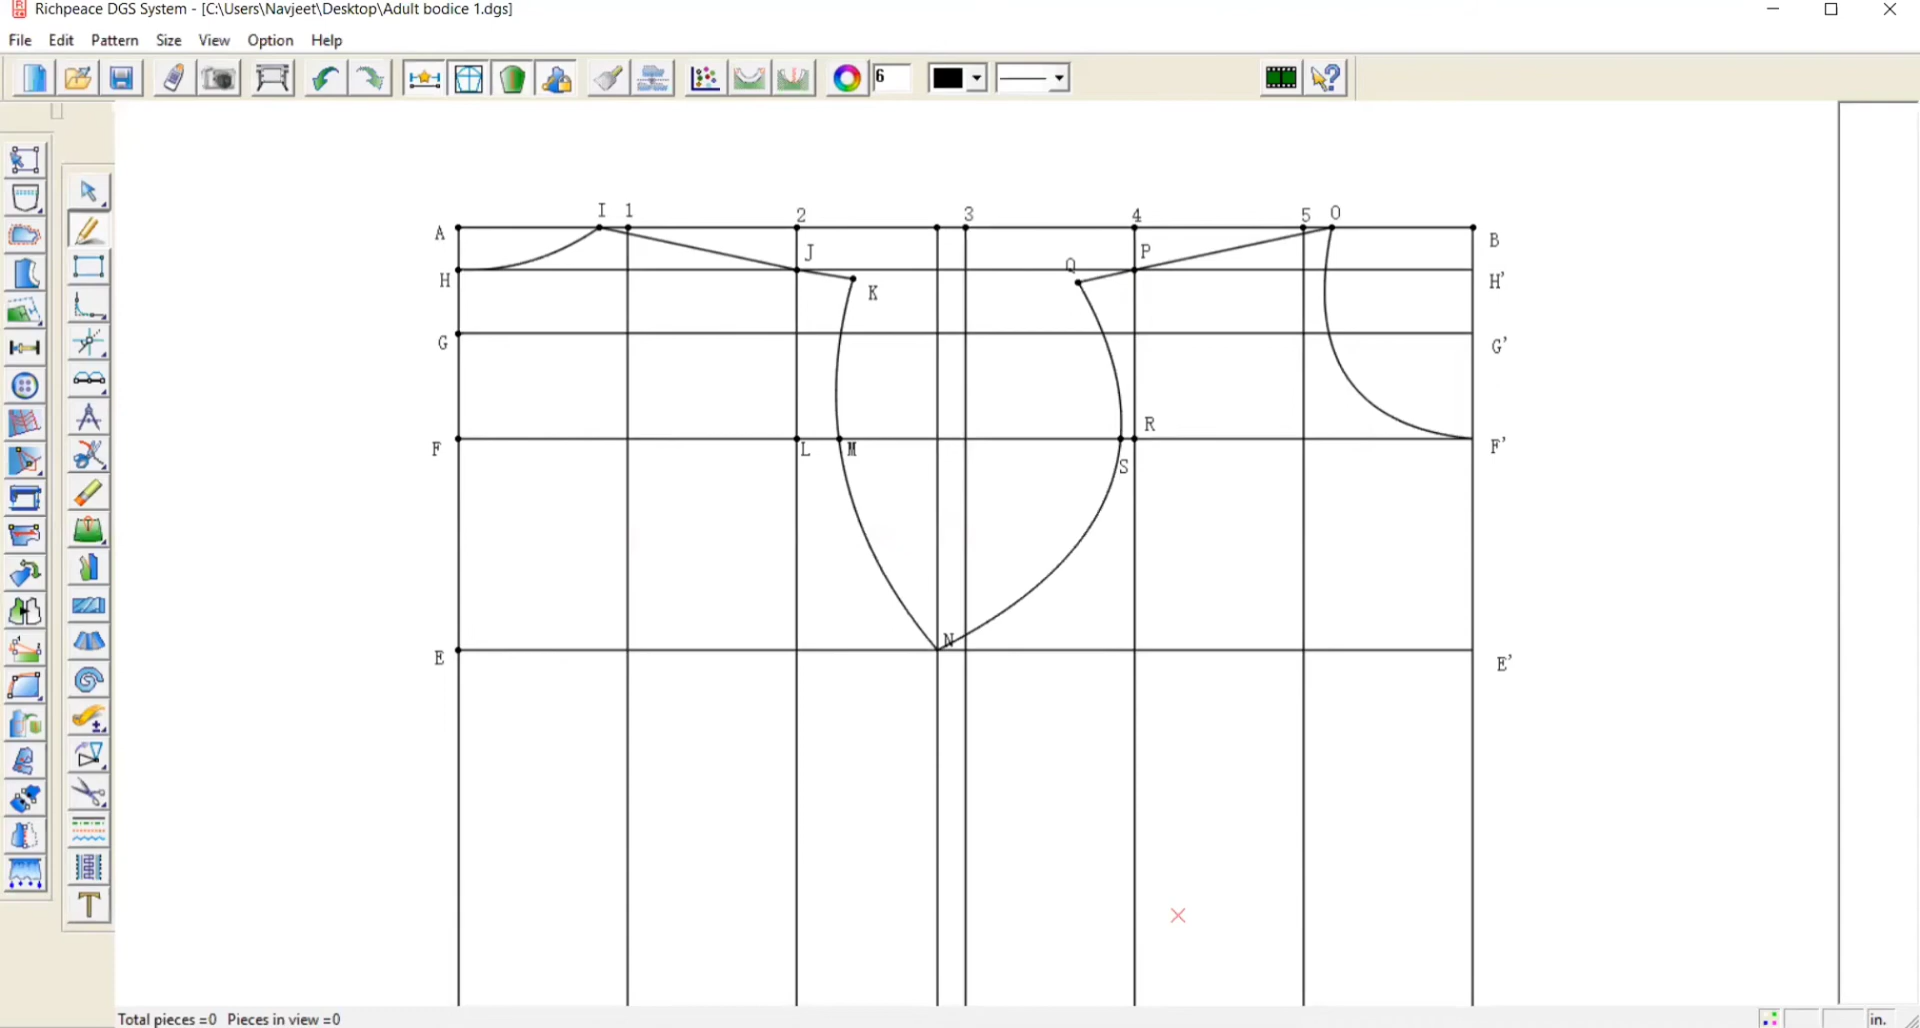 Richpeace DGS System - [C:\Users\Navjeet\Desktop\Adult bodice 1.dgs]
File Edit Pattern Size View Option Help
6
I 1 2 3 4 5 O
A B
J P
H K Q H'
G G'
R
F L M F'
S
N
E E'
Total pieces =0 Pieces in view =0 in.